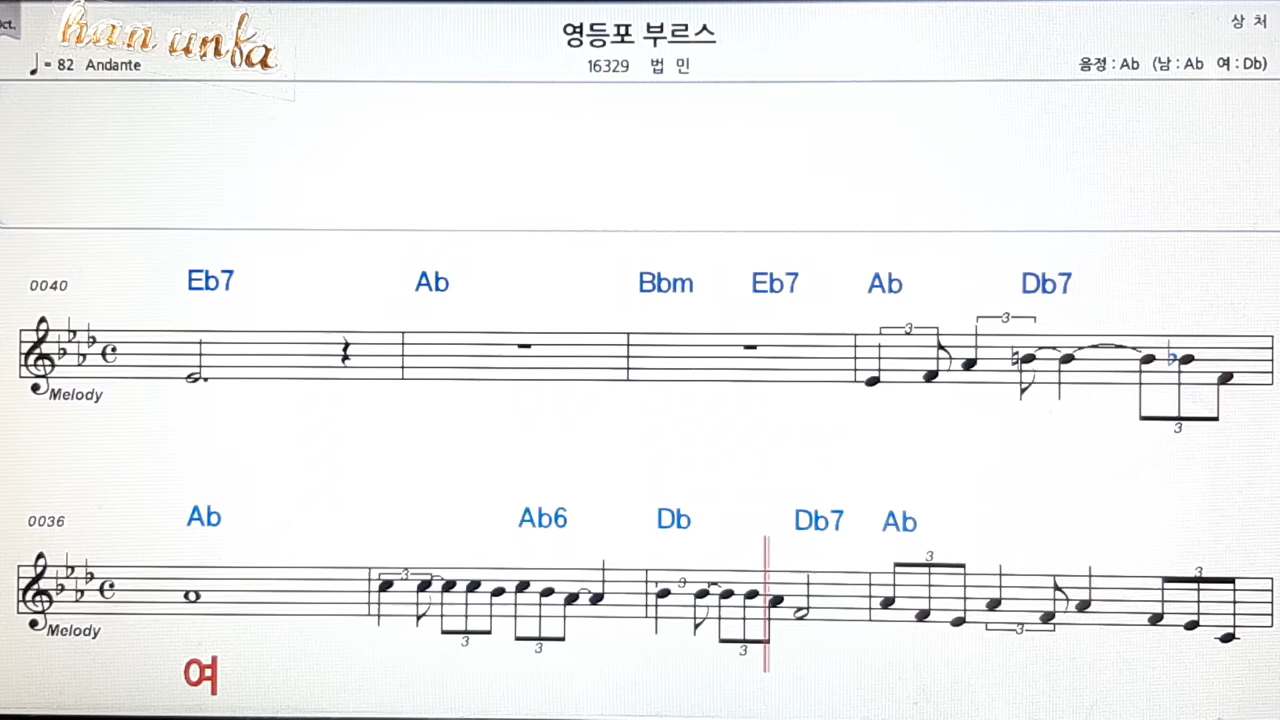 ct.
han unfa
영등포 부르스
상 처
♩= 82 Andante
16329 법 민
음정 : Ab (남 : Ab 여 : Db)
0040
Eb7 Ab Bbm Eb7 Ab Db7
3 3
Melody
3
0036
Ab Ab6 Db Db7 Ab
3 3 3 3
Melody
3 3 3 3
여